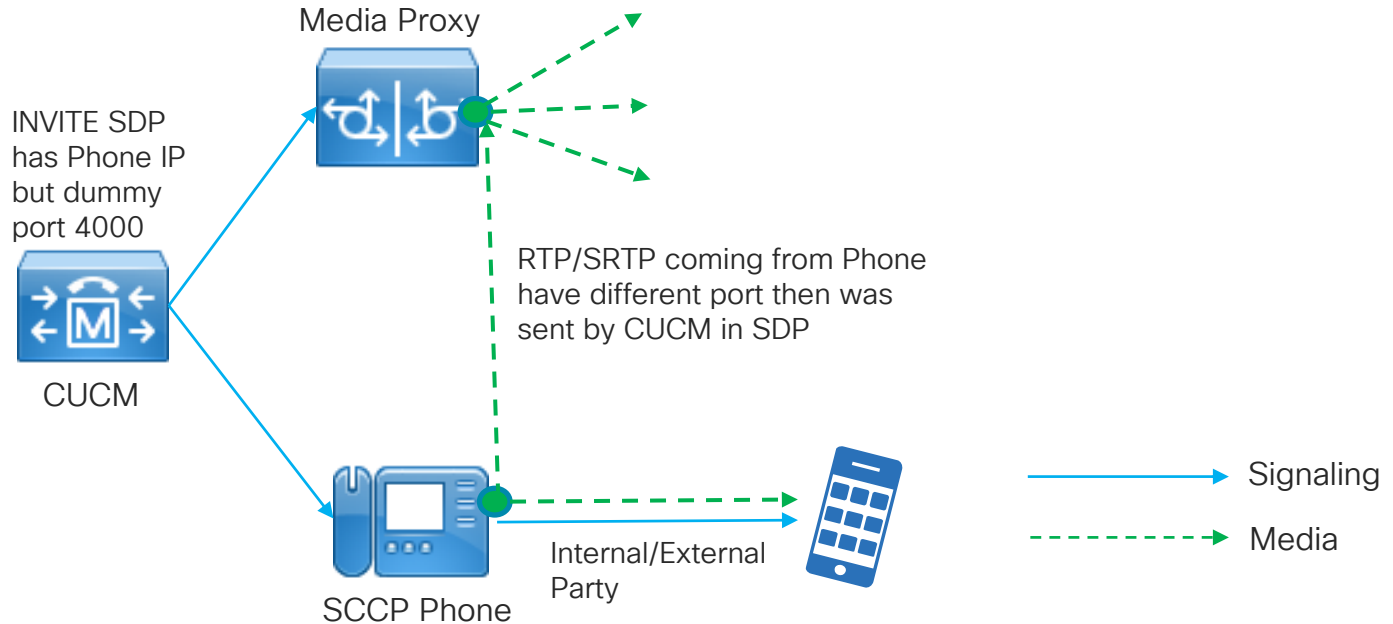 Media Proxy
INVITE SDP
has Phone IP
but dummy
port 4000
M
CUCM
RTP/SRTP coming from Phone
have different port then was
sent by CUCM in SDP
Internal/External
Party
SCCP Phone
Signaling
Media